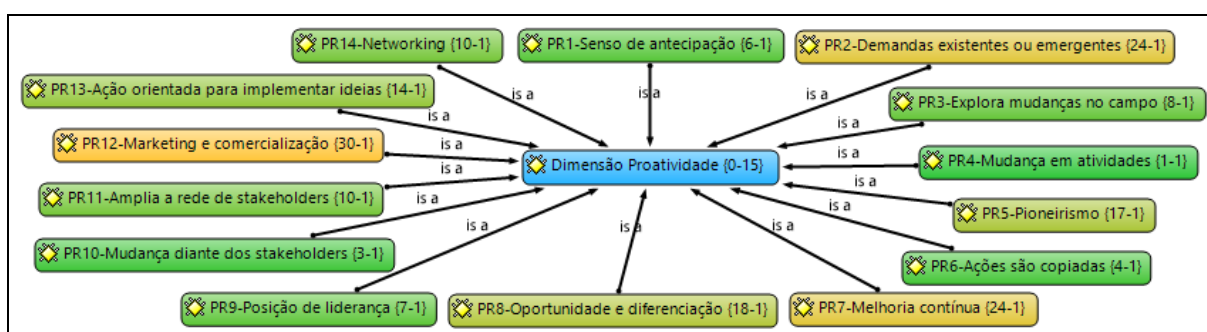 PR14-Networking {10-1}
PR1-Senso de antecipação {6-1}
PR2-Demandas existentes ou emergentes {24-1}
PR13-Ação orientada para implementar ideias {14-1}
is a
is a
is a
PR3-Explora mudanças no campo {8-1}
is a
is a
PR12-Marketing e comercialização {30-1}
is a
Dimensão Proatividade {0-15}
is a
PR4-Mudança em atividades {1-1}
is a
PR11-Amplia a rede de stakeholders {10-1}
is a
is a
PR5-Pioneirismo {17-1}
is a
is a
is a
is a
PR10-Mudança diante dos stakeholders {3-1}
PR6-Ações são copiadas {4-1}
PR9-Posição de liderança {7-1}
PR8-Oportunidade e diferenciação {18-1}
PR7-Melhoria contínua {24-1}